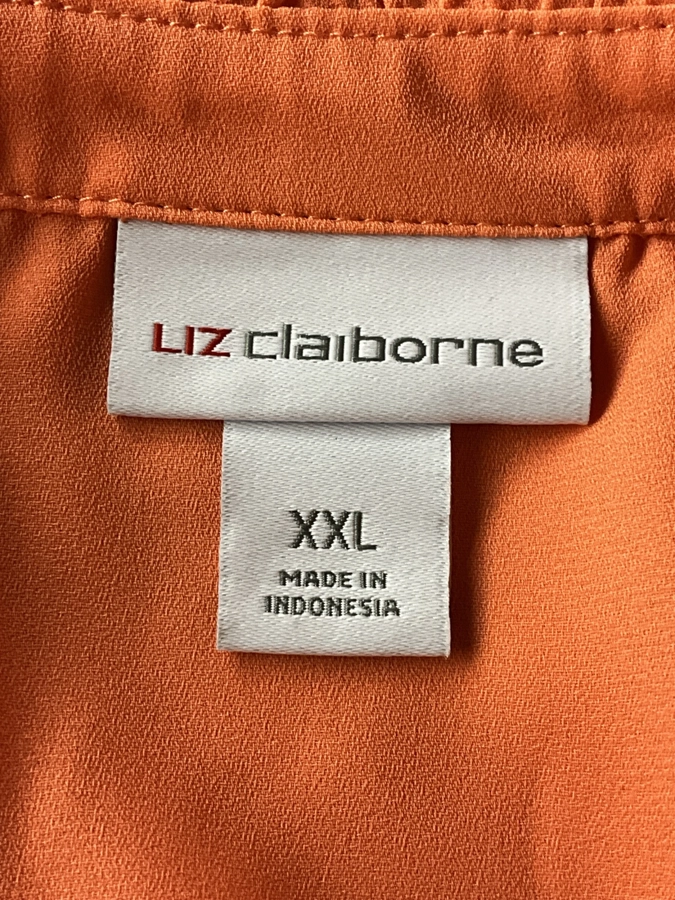 LIZ claiborne
XXL
MADE IN
INDONESIA